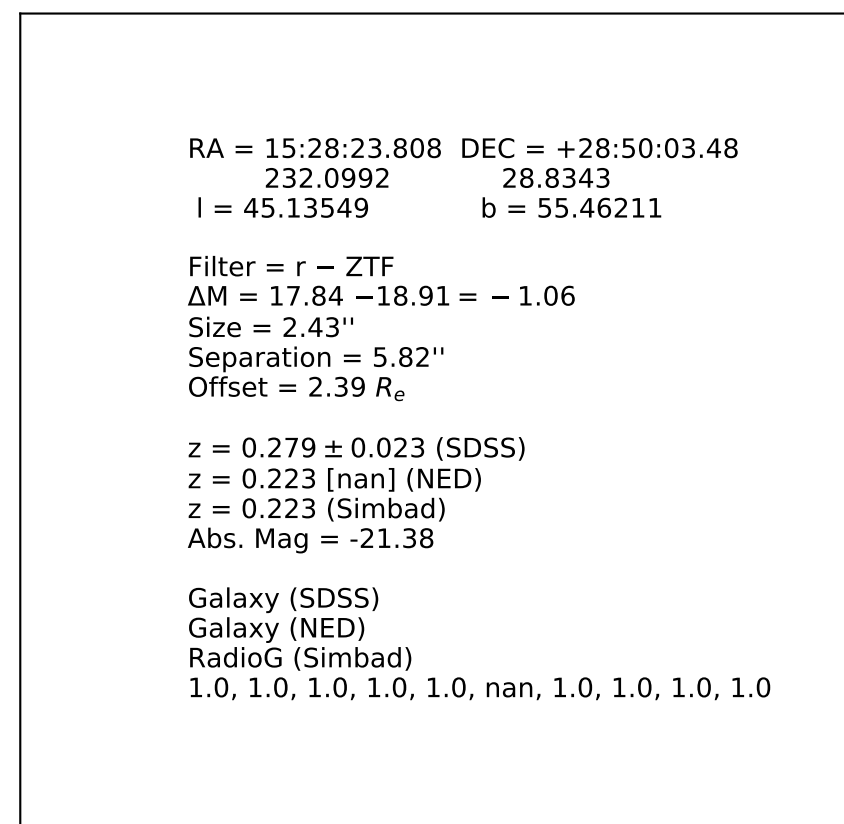 RA = 15:28:23.808  DEC = +28:50:03.48
232.0992  28.8343
l = 45.13549  b = 55.46211
Filter = r − ZTF
ΔM = 17.84 −18.91 = − 1.06
Size = 2.43''
Separation = 5.82''
Offset = 2.39 Rₑ
z = 0.279 ± 0.023 (SDSS)
z = 0.223 [nan] (NED)
z = 0.223 (Simbad)
Abs. Mag = -21.38
Galaxy (SDSS)
Galaxy (NED)
RadioG (Simbad)
1.0, 1.0, 1.0, 1.0, 1.0, nan, 1.0, 1.0, 1.0, 1.0